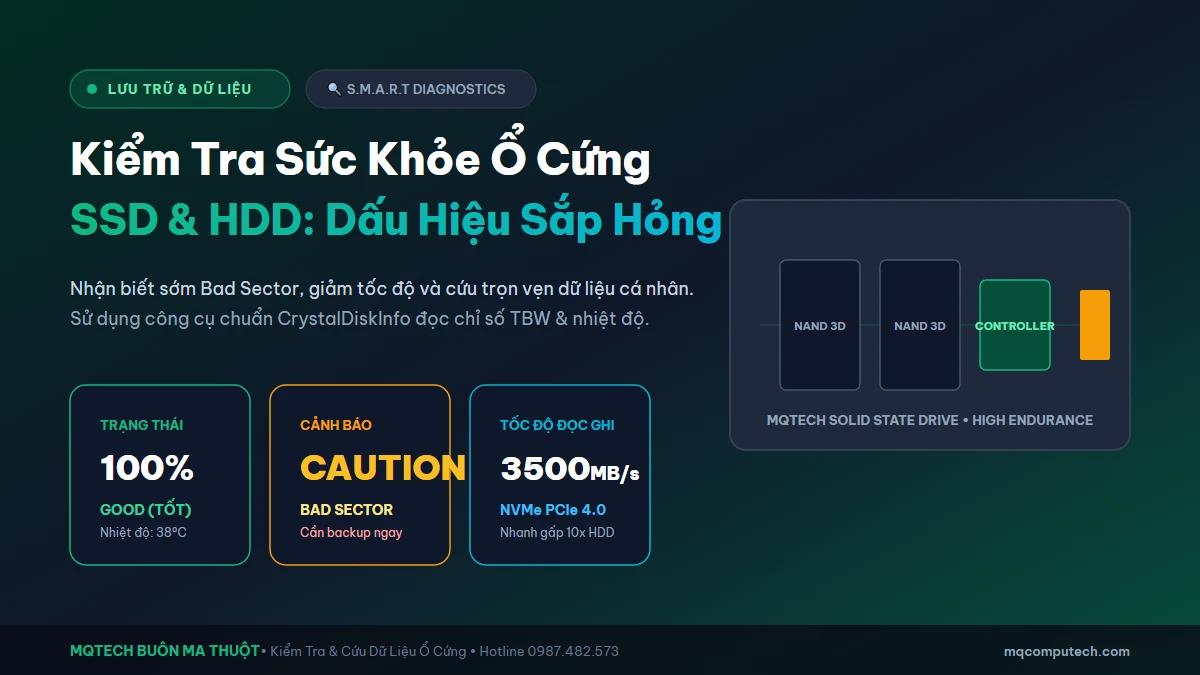 LƯU TRỮ & DỮ LIỆU
🔍 S.M.A.R.T DIAGNOSTICS
Kiểm Tra Sức Khỏe Ổ Cứng
SSD & HDD: Dấu Hiệu Sắp Hỏng
Nhận biết sớm Bad Sector, giảm tốc độ và cứu trọn vẹn dữ liệu cá nhân.
Sử dụng công cụ chuẩn CrystalDiskInfo đọc chỉ số TBW & nhiệt độ.
NAND 3D
NAND 3D
CONTROLLER
MQTECH SOLID STATE DRIVE • HIGH ENDURANCE
TRẠNG THÁI
100%
GOOD (TỐT)
Nhiệt độ: 38°C
CẢNH BÁO
CAUTION
BAD SECTOR
Cần backup ngay
TỐC ĐỘ ĐỌC GHI
3500MB/s
NVMe PCIe 4.0
Nhanh gấp 10x HDD
MQTECH BUÔN MA THUỘT • Kiểm Tra & Cứu Dữ Liệu Ổ Cứng • Hotline 0987.482.573
mqcomputech.com